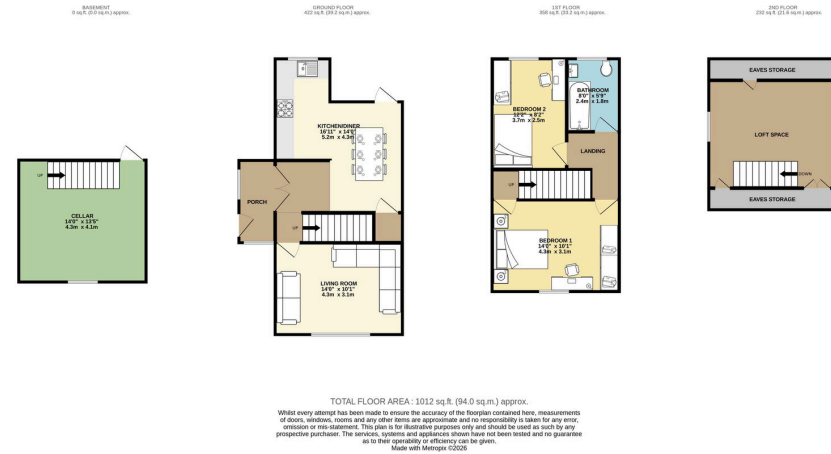 BASEMENT
0 sq.ft. (0.0 sq.m.) approx.
GROUND FLOOR
422 sq.ft. (39.2 sq.m.) approx.
1ST FLOOR
358 sq.ft. (33.2 sq.m.) approx.
2ND FLOOR
232 sq.ft. (21.6 sq.m.) approx.
UP
CELLAR
14'0" x 13'5"
4.3m x 4.1m
KITCHEN/DINER
16'11" x 14'0"
5.2m x 4.3m
PORCH
UP
LIVING ROOM
14'0" x 10'1"
4.3m x 3.1m
BEDROOM 2
12'2" x 8'2"
3.7m x 2.5m
BATHROOM
8'0" x 5'9"
2.4m x 1.8m
LANDING
UP
BEDROOM 1
14'0" x 10'1"
4.3m x 3.1m
EAVES STORAGE
LOFT SPACE
DOWN
EAVES STORAGE
TOTAL FLOOR AREA : 1012 sq.ft. (94.0 sq.m.) approx.
Whilst every attempt has been made to ensure the accuracy of the floorplan contained here, measurements
of doors, windows, rooms and any other items are approximate and no responsibility is taken for any error,
omission or mis-statement. This plan is for illustrative purposes only and should be used as such by any
prospective purchaser. The services, systems and appliances shown have not been tested and no guarantee
as to their operability or efficiency can be given.
Made with Metropix ©2026